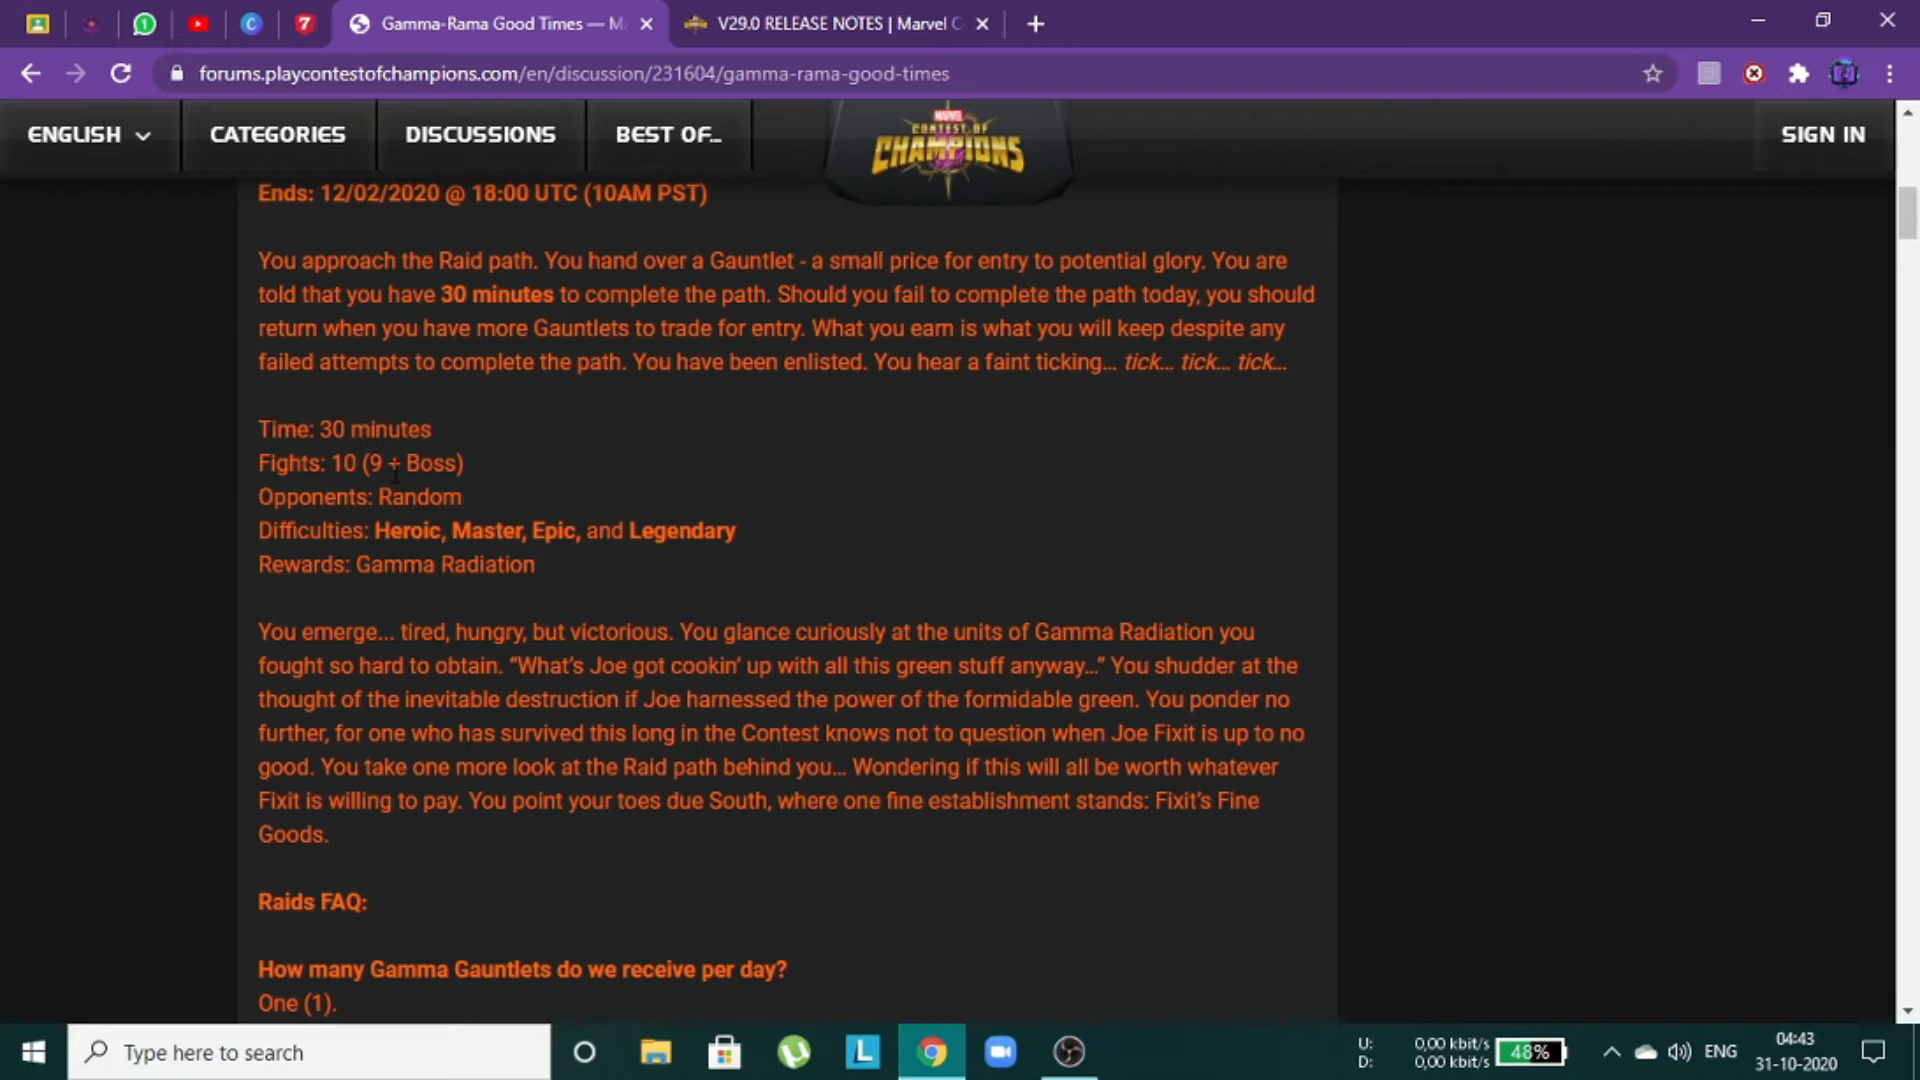 Gamma-Rama Good Times — M
V29.0 RELEASE NOTES | Marvel C
forums.playcontestofchampions.com/en/discussion/231604/gamma-rama-good-times
ENGLISH
CATEGORIES
DISCUSSIONS
BEST OF...
MARVEL
CONTEST OF
CHAMPIONS
SIGN IN
Ends: 12/02/2020 @ 18:00 UTC (10AM PST)
You approach the Raid path. You hand over a Gauntlet - a small price for entry to potential glory. You are
told that you have 30 minutes to complete the path. Should you fail to complete the path today, you should
return when you have more Gauntlets to trade for entry. What you earn is what you will keep despite any
failed attempts to complete the path. You have been enlisted. You hear a faint ticking... tick... tick... tick...
Time: 30 minutes
Fights: 10 (9 + Boss)
Opponents: Random
Difficulties: Heroic, Master, Epic, and Legendary
Rewards: Gamma Radiation
You emerge... tired, hungry, but victorious. You glance curiously at the units of Gamma Radiation you
fought so hard to obtain. “What’s Joe got cookin’ up with all this green stuff anyway…” You shudder at the
thought of the inevitable destruction if Joe harnessed the power of the formidable green. You ponder no
further, for one who has survived this long in the Contest knows not to question when Joe Fixit is up to no
good. You take one more look at the Raid path behind you... Wondering if this will all be worth whatever
Fixit is willing to pay. You point your toes due South, where one fine establishment stands: Fixit’s Fine
Goods.
Raids FAQ:
How many Gamma Gauntlets do we receive per day?
One (1).
Type here to search
U: 0,00 kbit/s
D: 0,00 kbit/s
48%
ENG
04:43
31-10-2020